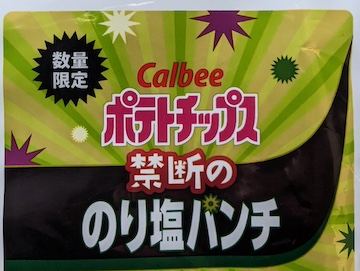 数量
限定
Calbee
ポテトチップス
禁断の
のり塩パンチ